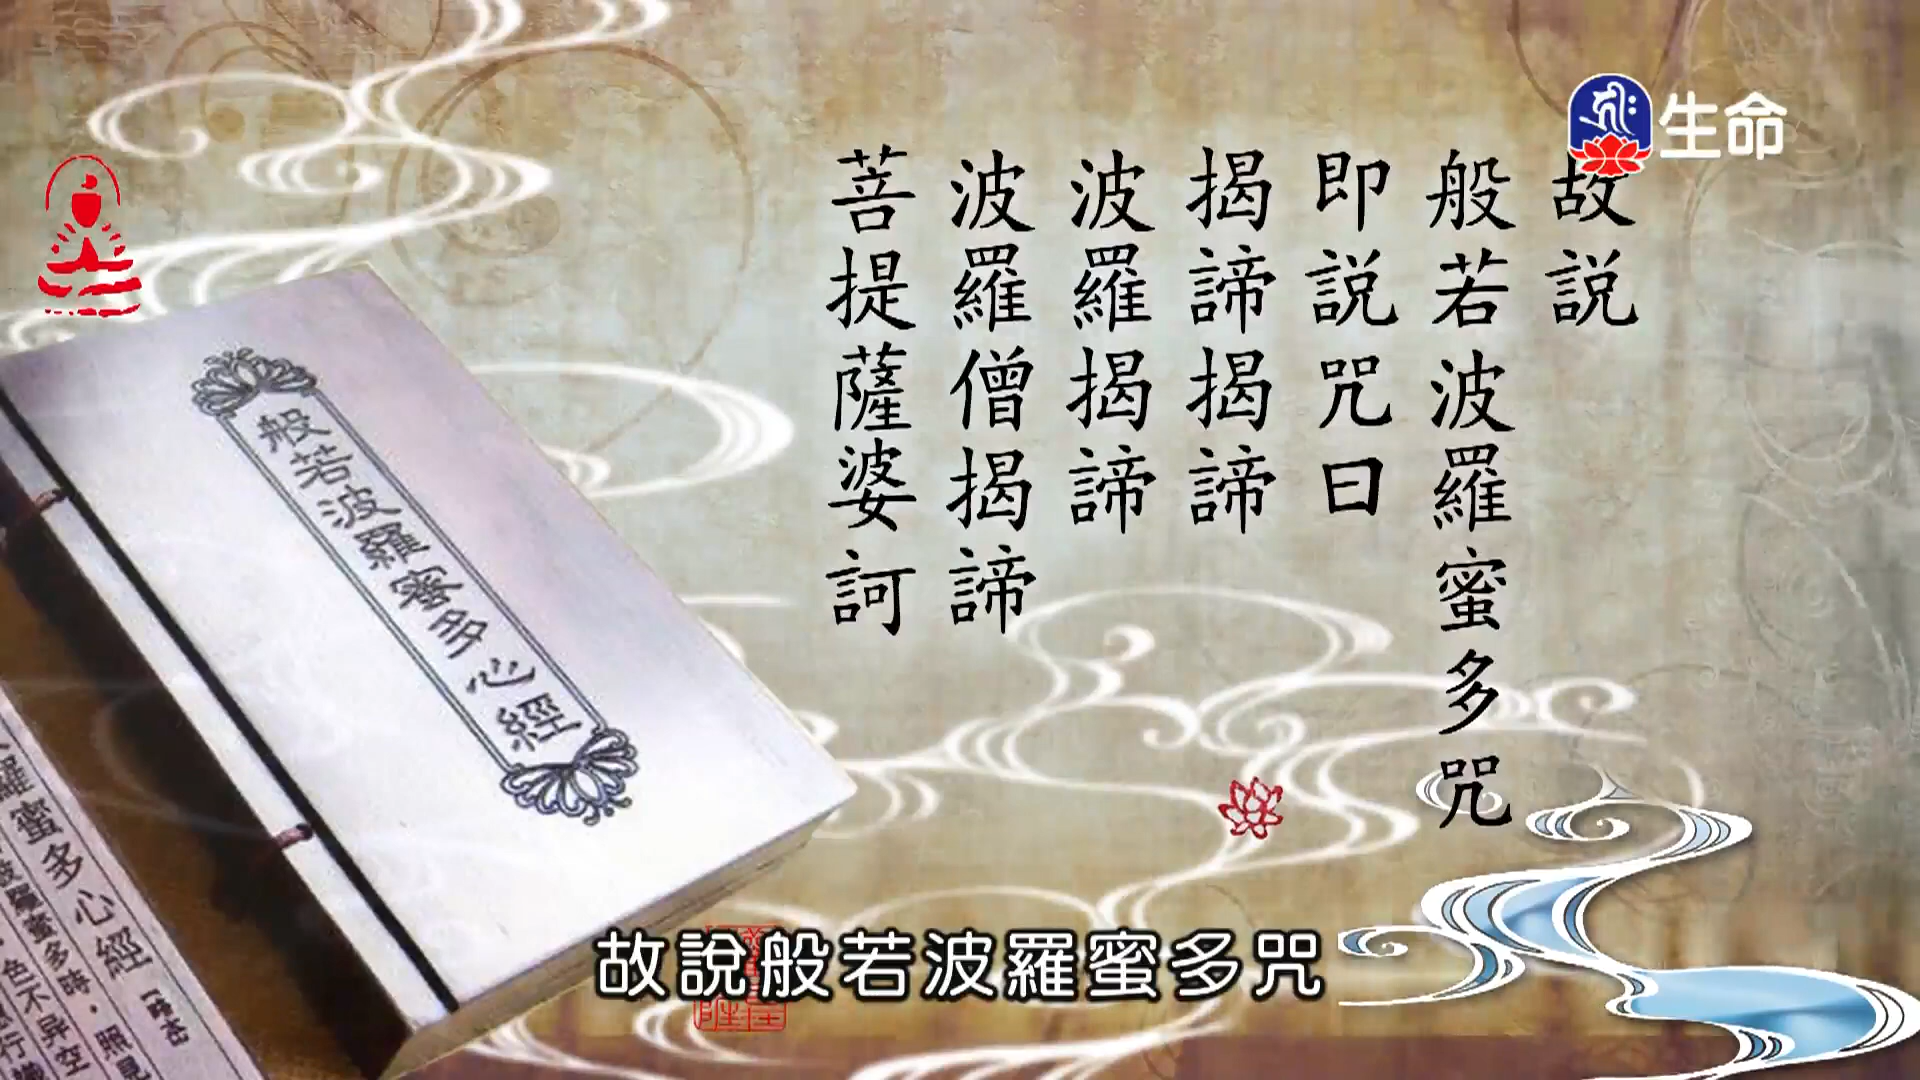 生命
故説
般若波羅蜜多咒
即説咒曰
揭諦揭諦
波羅揭諦
波羅僧揭諦
菩提薩婆訶
般若波羅蜜多心經
羅蜜多心經
故說般若波羅蜜多咒